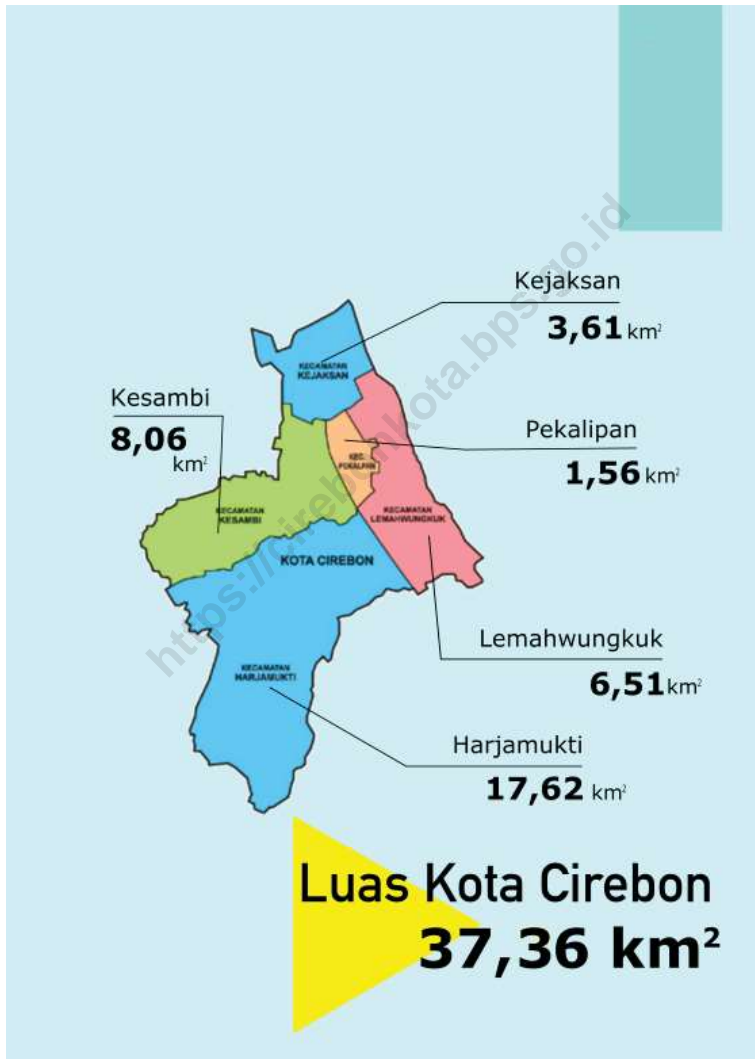 Kejaksan
3,61 km²
KECAMATAN
KEJAKSAN
Kesambi
8,06
km²
Pekalipan
1,56 km²
KEC.
PEKALIPAN
KECAMATAN
KESAMBI
KECAMATAN
LEMAHWUNGKUK
KOTA CIREBON
Lemahwungkuk
6,51 km²
KECAMATAN
HARJAMUKTI
Harjamukti
17,62 km²
Luas Kota Cirebon
37,36 km²
https://cirebonkota.bps.go.id